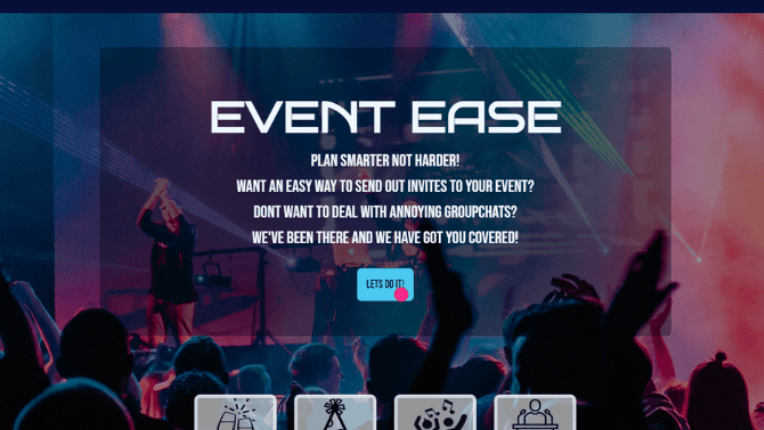 EVENT EASE
PLAN SMARTER NOT HARDER!
WANT AN EASY WAY TO SEND OUT INVITES TO YOUR EVENT?
DONT WANT TO DEAL WITH ANNOYING GROUPCHATS?
WE'VE BEEN THERE AND WE HAVE GOT YOU COVERED!
LETS DO IT!